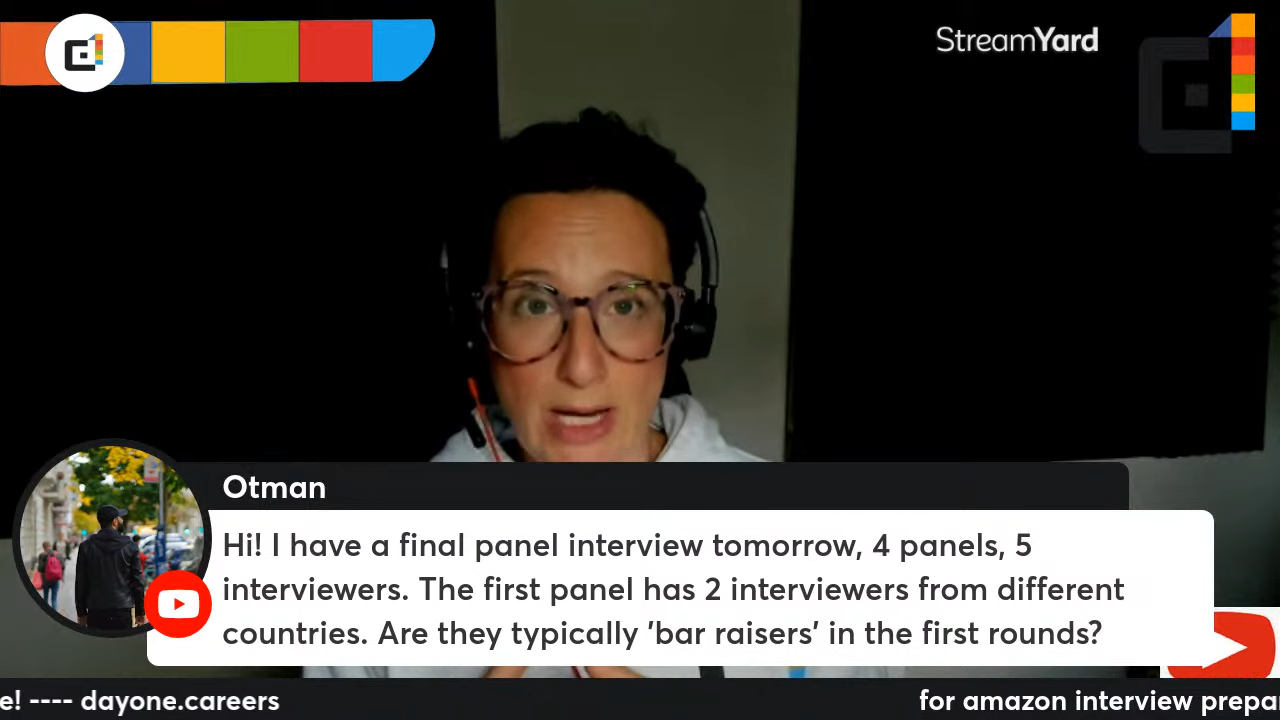 StreamYard
Otman
Hi! I have a final panel interview tomorrow, 4 panels, 5
interviewers. The first panel has 2 interviewers from different
countries. Are they typically 'bar raisers' in the first rounds?
e! ---- dayone.careers
for amazon interview prepa